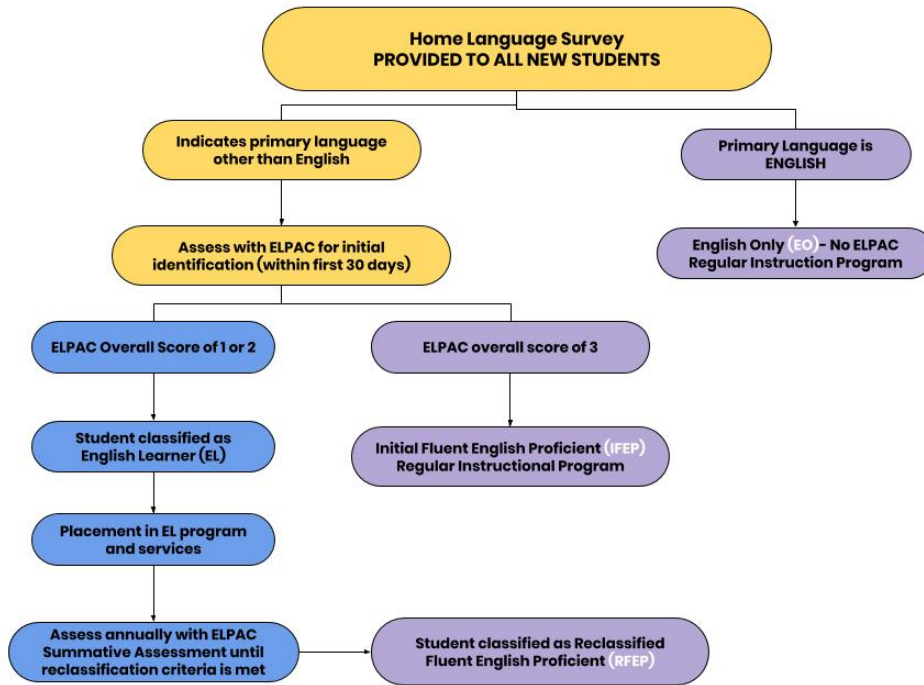 Home Language Survey
PROVIDED TO ALL NEW STUDENTS
Indicates primary language
other than English
Primary Language is
ENGLISH
Assess with ELPAC for initial
identification (within first 30 days)
English Only (EO)- No ELPAC
Regular Instruction Program
ELPAC Overall Score of 1 or 2
ELPAC overall score of 3
Student classified as
English Learner (EL)
Initial Fluent English Proficient (IFEP)
Regular Instructional Program
Placement in EL program
and services
Assess annually with ELPAC
Summative Assessment until
reclassification criteria is met
Student classified as Reclassified
Fluent English Proficient (RFEP)